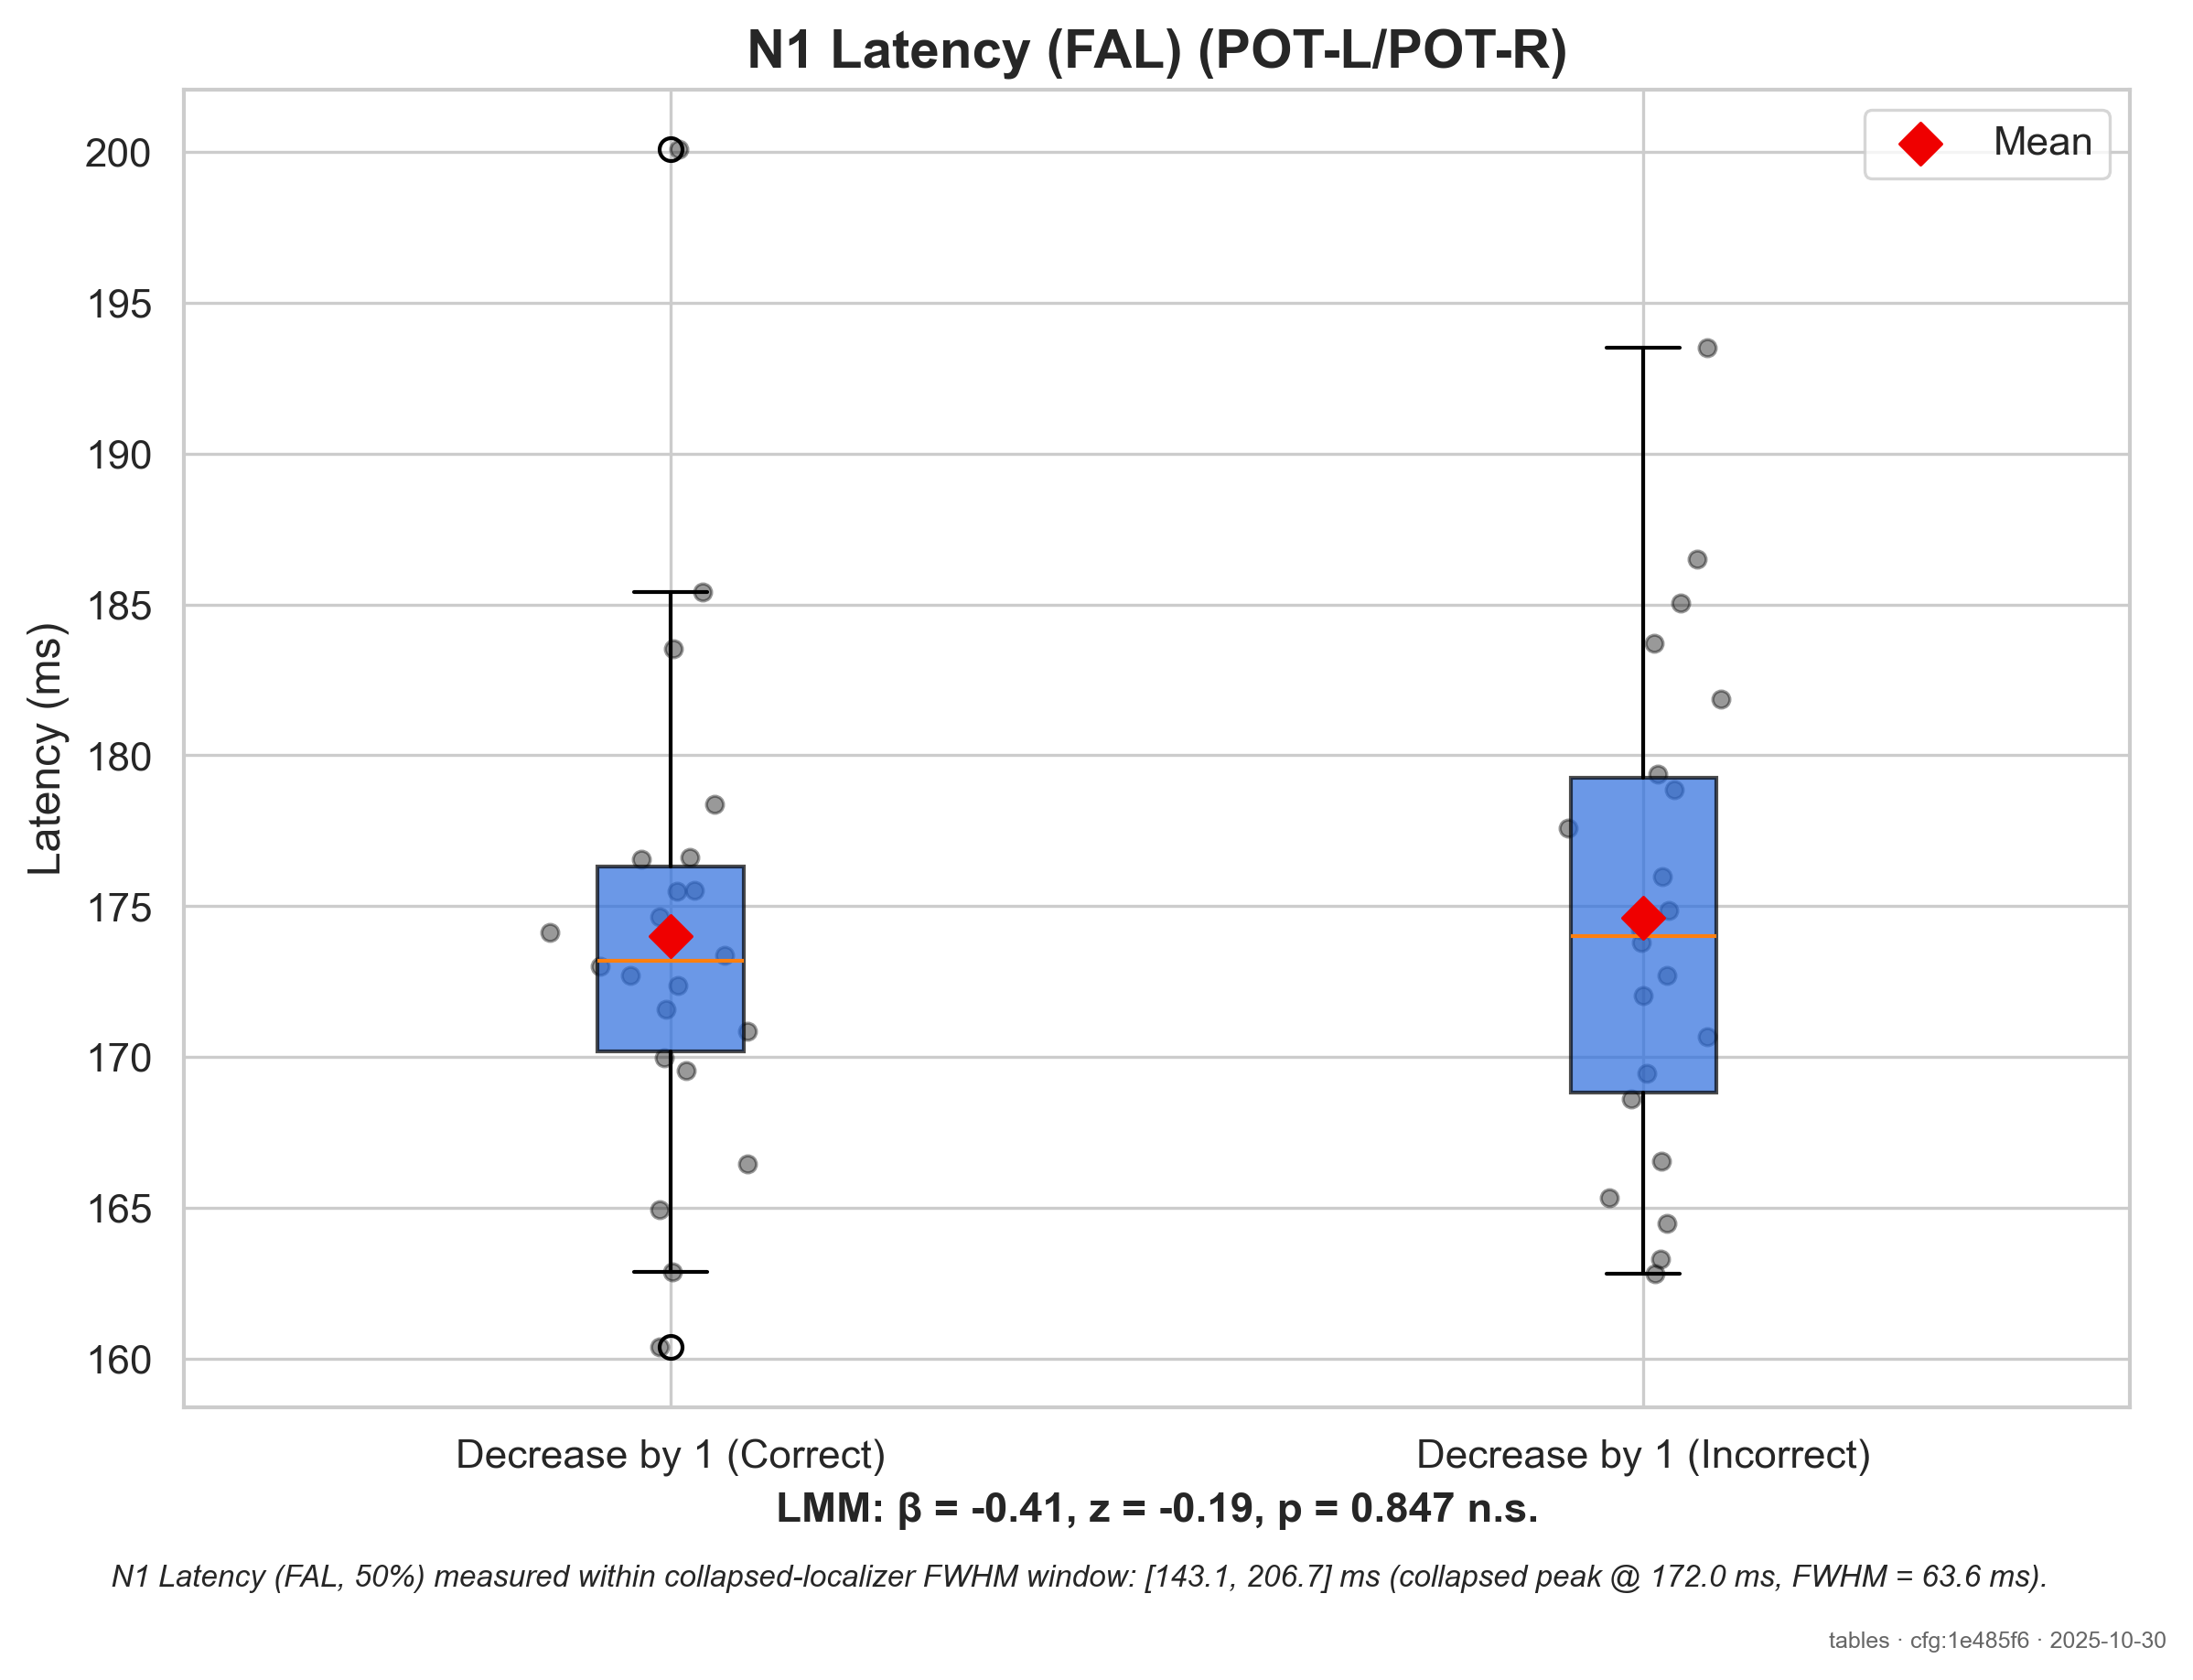 N1 Latency (FAL) (POT-L/POT-R)
Mean
200
195
190
185
180
175
170
165
160
Latency (ms)
Decrease by 1 (Correct)
Decrease by 1 (Incorrect)
LMM: β = -0.41, z = -0.19, p = 0.847 n.s.
N1 Latency (FAL, 50%) measured within collapsed-localizer FWHM window: [143.1, 206.7] ms (collapsed peak @ 172.0 ms, FWHM = 63.6 ms).
tables · cfg:1e485f6 · 2025-10-30